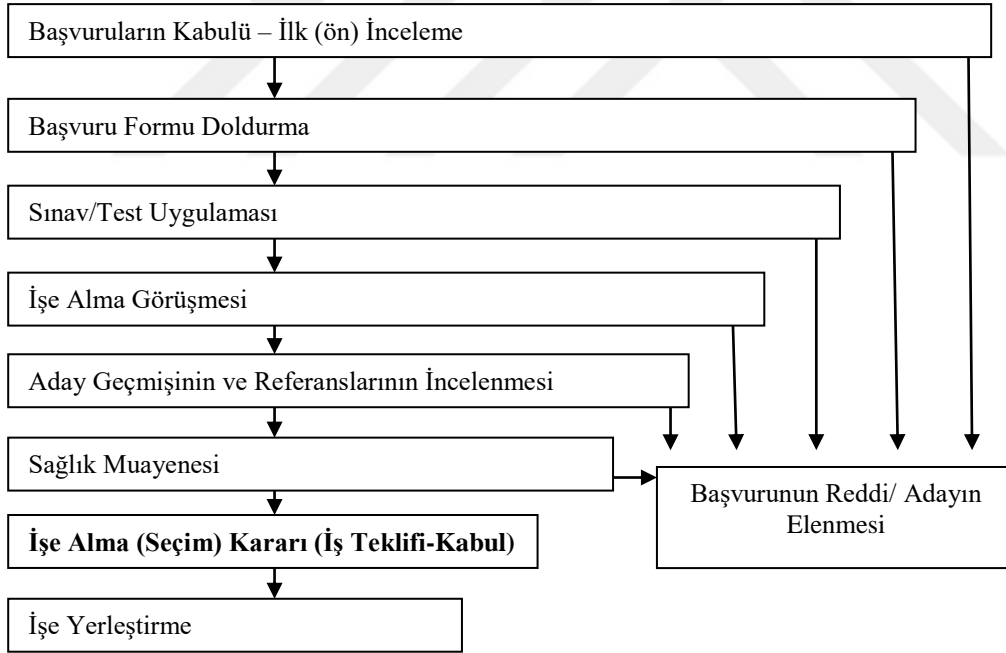 Başvuruların Kabulü – İlk (ön) İnceleme
Başvuru Formu Doldurma
Sınav/Test Uygulaması
İşe Alma Görüşmesi
Aday Geçmişinin ve Referanslarının İncelenmesi
Sağlık Muayenesi
Başvurunun Reddi/ Adayın
Elenmesi
İşe Alma (Seçim) Kararı (İş Teklifi-Kabul)
İşe Yerleştirme